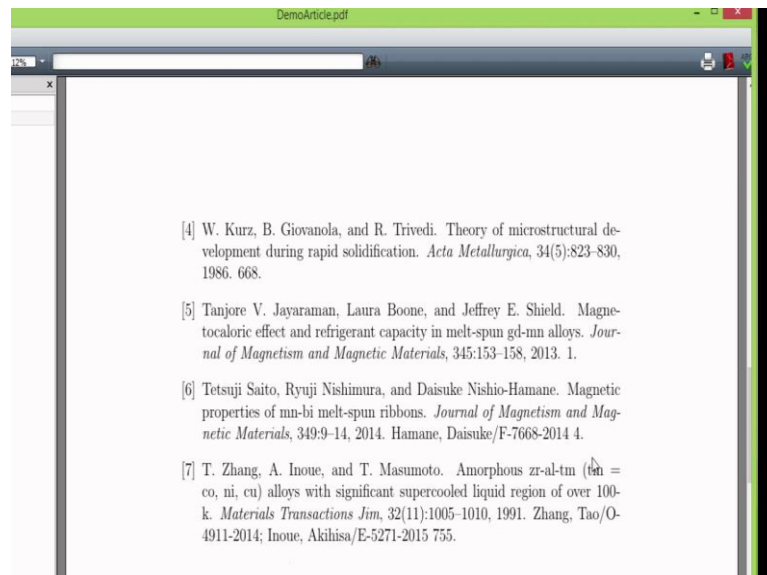 DemoArticle.pdf
12%
x
x
[4] W. Kurz, B. Giovanola, and R. Trivedi. Theory of microstructural de-
velopment during rapid solidification. Acta Metallurgica, 34(5):823–830,
1986. 668.
[5] Tanjore V. Jayaraman, Laura Boone, and Jeffrey E. Shield. Magne-
tocaloric effect and refrigerant capacity in melt-spun gd-mn alloys. Jour-
nal of Magnetism and Magnetic Materials, 345:153–158, 2013. 1.
[6] Tetsuji Saito, Ryuji Nishimura, and Daisuke Nishio-Hamane. Magnetic
properties of mn-bi melt-spun ribbons. Journal of Magnetism and Mag-
netic Materials, 349:9–14, 2014. Hamane, Daisuke/F-7668-2014 4.
[7] T. Zhang, A. Inoue, and T. Masumoto. Amorphous zr-al-tm (tm =
co, ni, cu) alloys with significant supercooled liquid region of over 100-
k. Materials Transactions Jim, 32(11):1005–1010, 1991. Zhang, Tao/O-
4911-2014; Inoue, Akihisa/E-5271-2015 755.